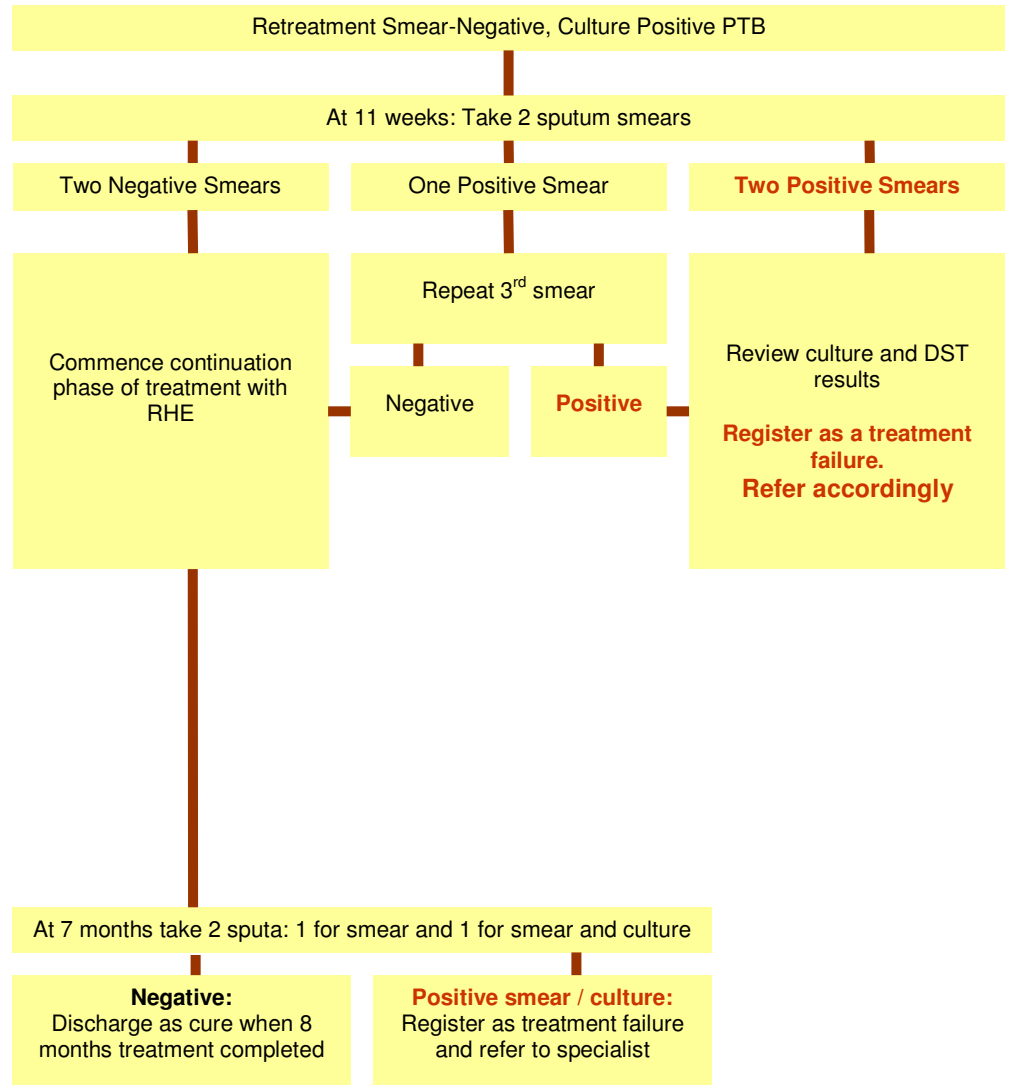 Retreatment Smear-Negative, Culture Positive PTB
At 11 weeks: Take 2 sputum smears
Two Negative Smears
One Positive Smear
Two Positive Smears
Repeat 3rd smear
Commence continuation
phase of treatment with
RHE
Negative
Positive
Review culture and DST
results
Register as a treatment
failure.
Refer accordingly
At 7 months take 2 sputa: 1 for smear and 1 for smear and culture
Negative:
Discharge as cure when 8
months treatment completed
Positive smear / culture:
Register as treatment failure
and refer to specialist